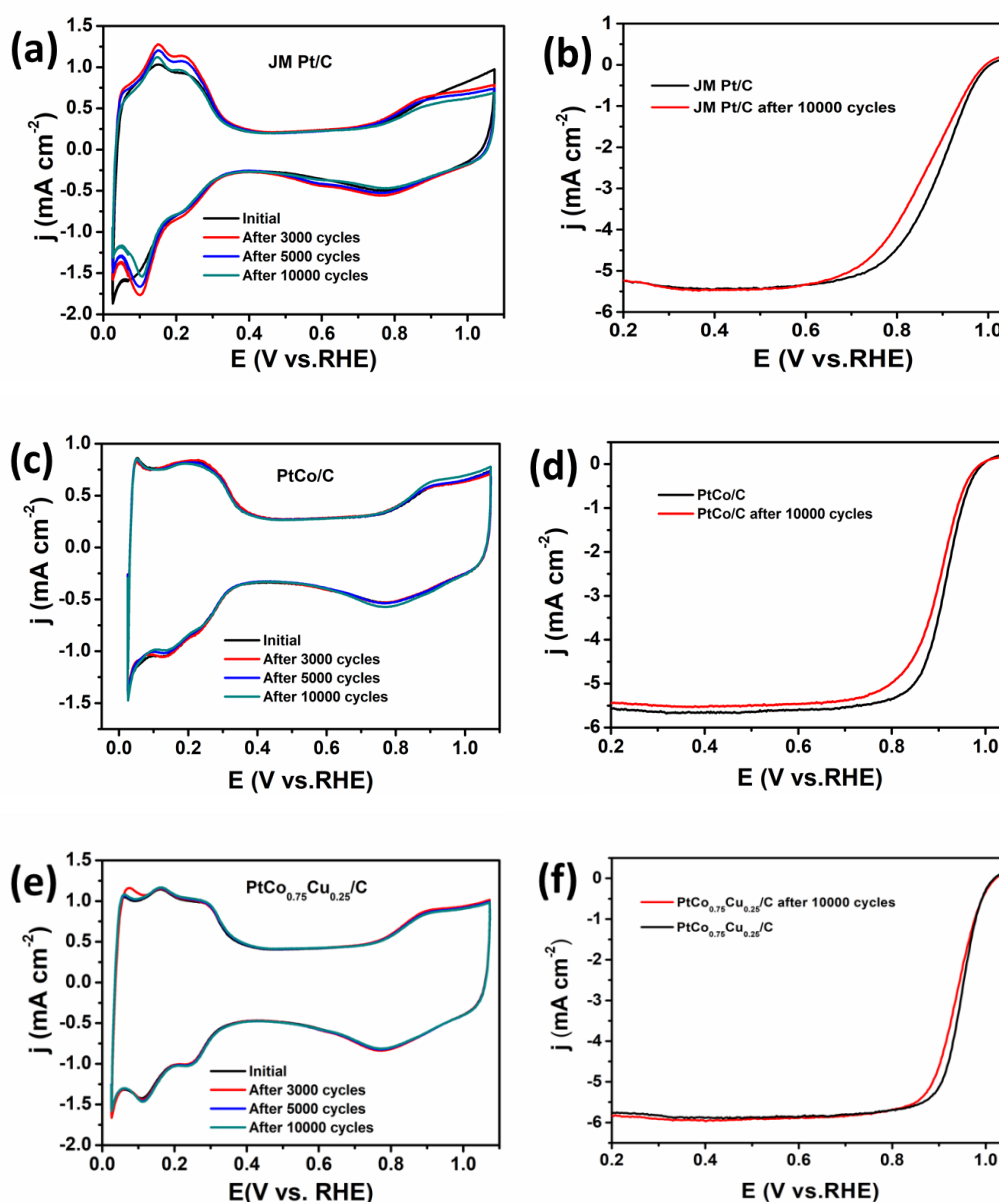 (a)
JM Pt/C
j (mA cm-2)
1.5
1.0
0.5
0.0
-0.5
-1.0
-1.5
-2.0
Initial
After 3000 cycles
After 5000 cycles
After 10000 cycles
0.0 0.2 0.4 0.6 0.8 1.0
E (V vs.RHE)
(b)
JM Pt/C
JM Pt/C after 10000 cycles
j (mA cm-2)
1
0
-1
-2
-3
-4
-5
-6
0.2 0.4 0.6 0.8 1.0
E (V vs.RHE)
(c)
PtCo/C
j (mA cm-2)
1.0
0.5
0.0
-0.5
-1.0
-1.5
Initial
After 3000 cycles
After 5000 cycles
After 10000 cycles
0.0 0.2 0.4 0.6 0.8 1.0
E (V vs.RHE)
(d)
PtCo/C
PtCo/C after 10000 cycles
j (mA cm-2)
0
-1
-2
-3
-4
-5
-6
0.2 0.4 0.6 0.8 1.0
E (V vs.RHE)
(e)
PtCo0.75Cu0.25/C
j (mA cm-2)
1.5
1.0
0.5
0.0
-0.5
-1.0
-1.5
-2.0
Initial
After 3000 cycles
After 5000 cycles
After 10000 cycles
0.0 0.2 0.4 0.6 0.8 1.0
E(V vs. RHE)
(f)
PtCo0.75Cu0.25/C after 10000 cycles
PtCo0.75Cu0.25/C
j (mA cm-2)
0
-1
-2
-3
-4
-5
-6
0.2 0.4 0.6 0.8 1.0
E (V vs.RHE)